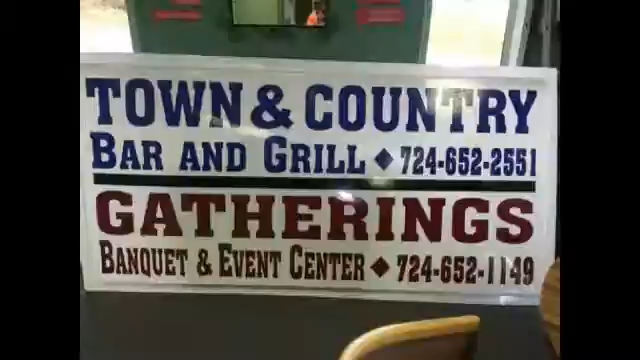 TOWN & COUNTRY
BAR AND GRILL ◆ 724-652-2551
GATHERINGS
BANQUET & EVENT CENTER ◆ 724-652-1149